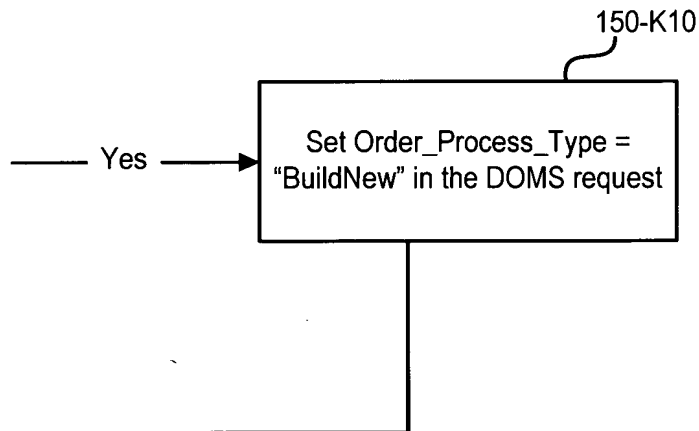 150-K10
Yes
Set Order_Process_Type =
“BuildNew” in the DOMS request